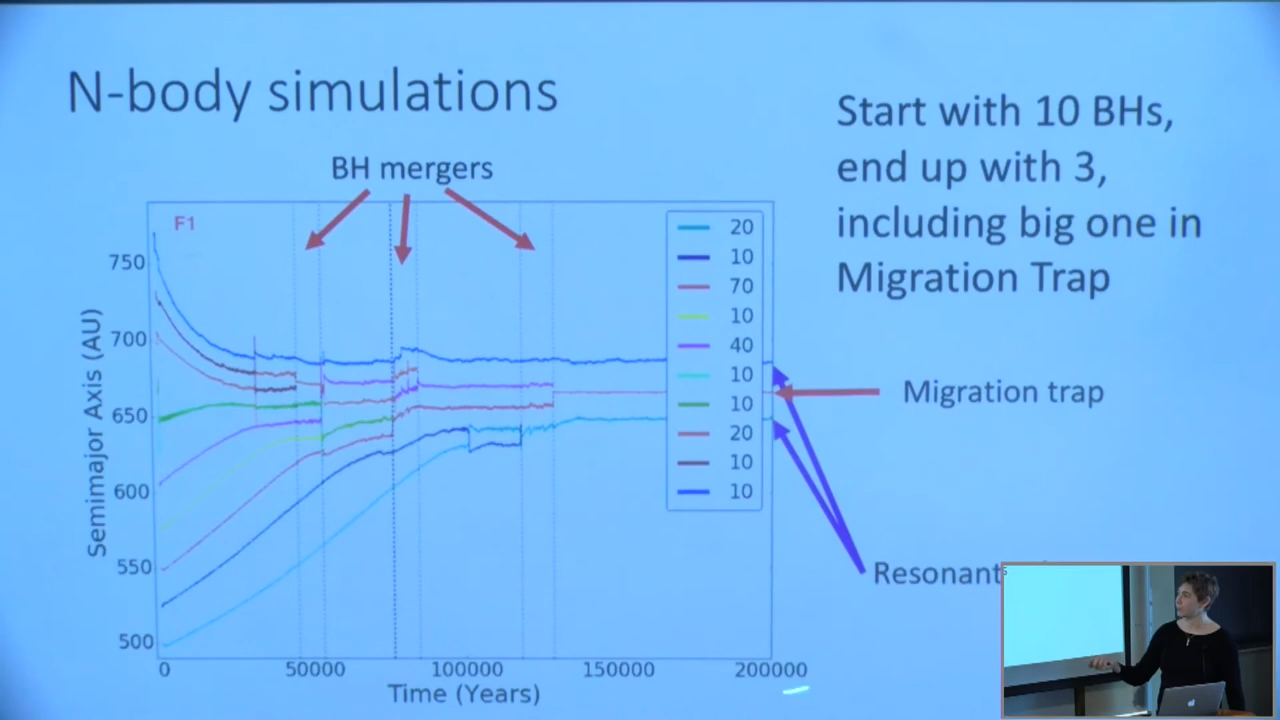 N-body simulations
Start with 10 BHs,
end up with 3,
including big one in
Migration Trap
BH mergers
F1
750
700
650
600
550
500
Semimajor Axis (AU)
20
10
70
10
40
10
10
20
10
10
0
50000
100000
150000
200000
Time (Years)
Migration trap
Resonant